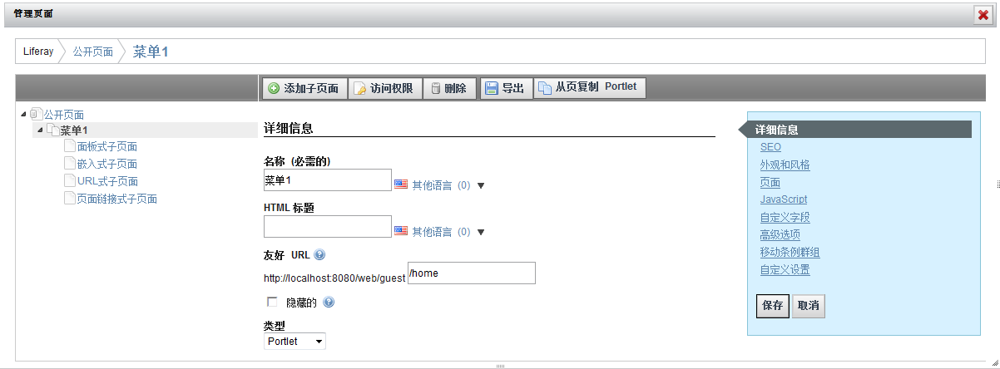 管理页面
Liferay 公开页面 菜单1
添加子页面 访问权限 删除 导出 从页复制 Portlet
公开页面
菜单1
面板式子页面
嵌入式子页面
URL式子页面
页面链接式子页面
详细信息
名称 (必需的)
菜单1 其他语言 (0)
HTML 标题
其他语言 (0)
友好 URL
http://localhost:8080/web/guest /home
隐藏的
类型
Portlet
详细信息
SEO
外观和风格
页面
JavaScript
自定义字段
高级选项
移动条例群组
自定义设置
保存 取消